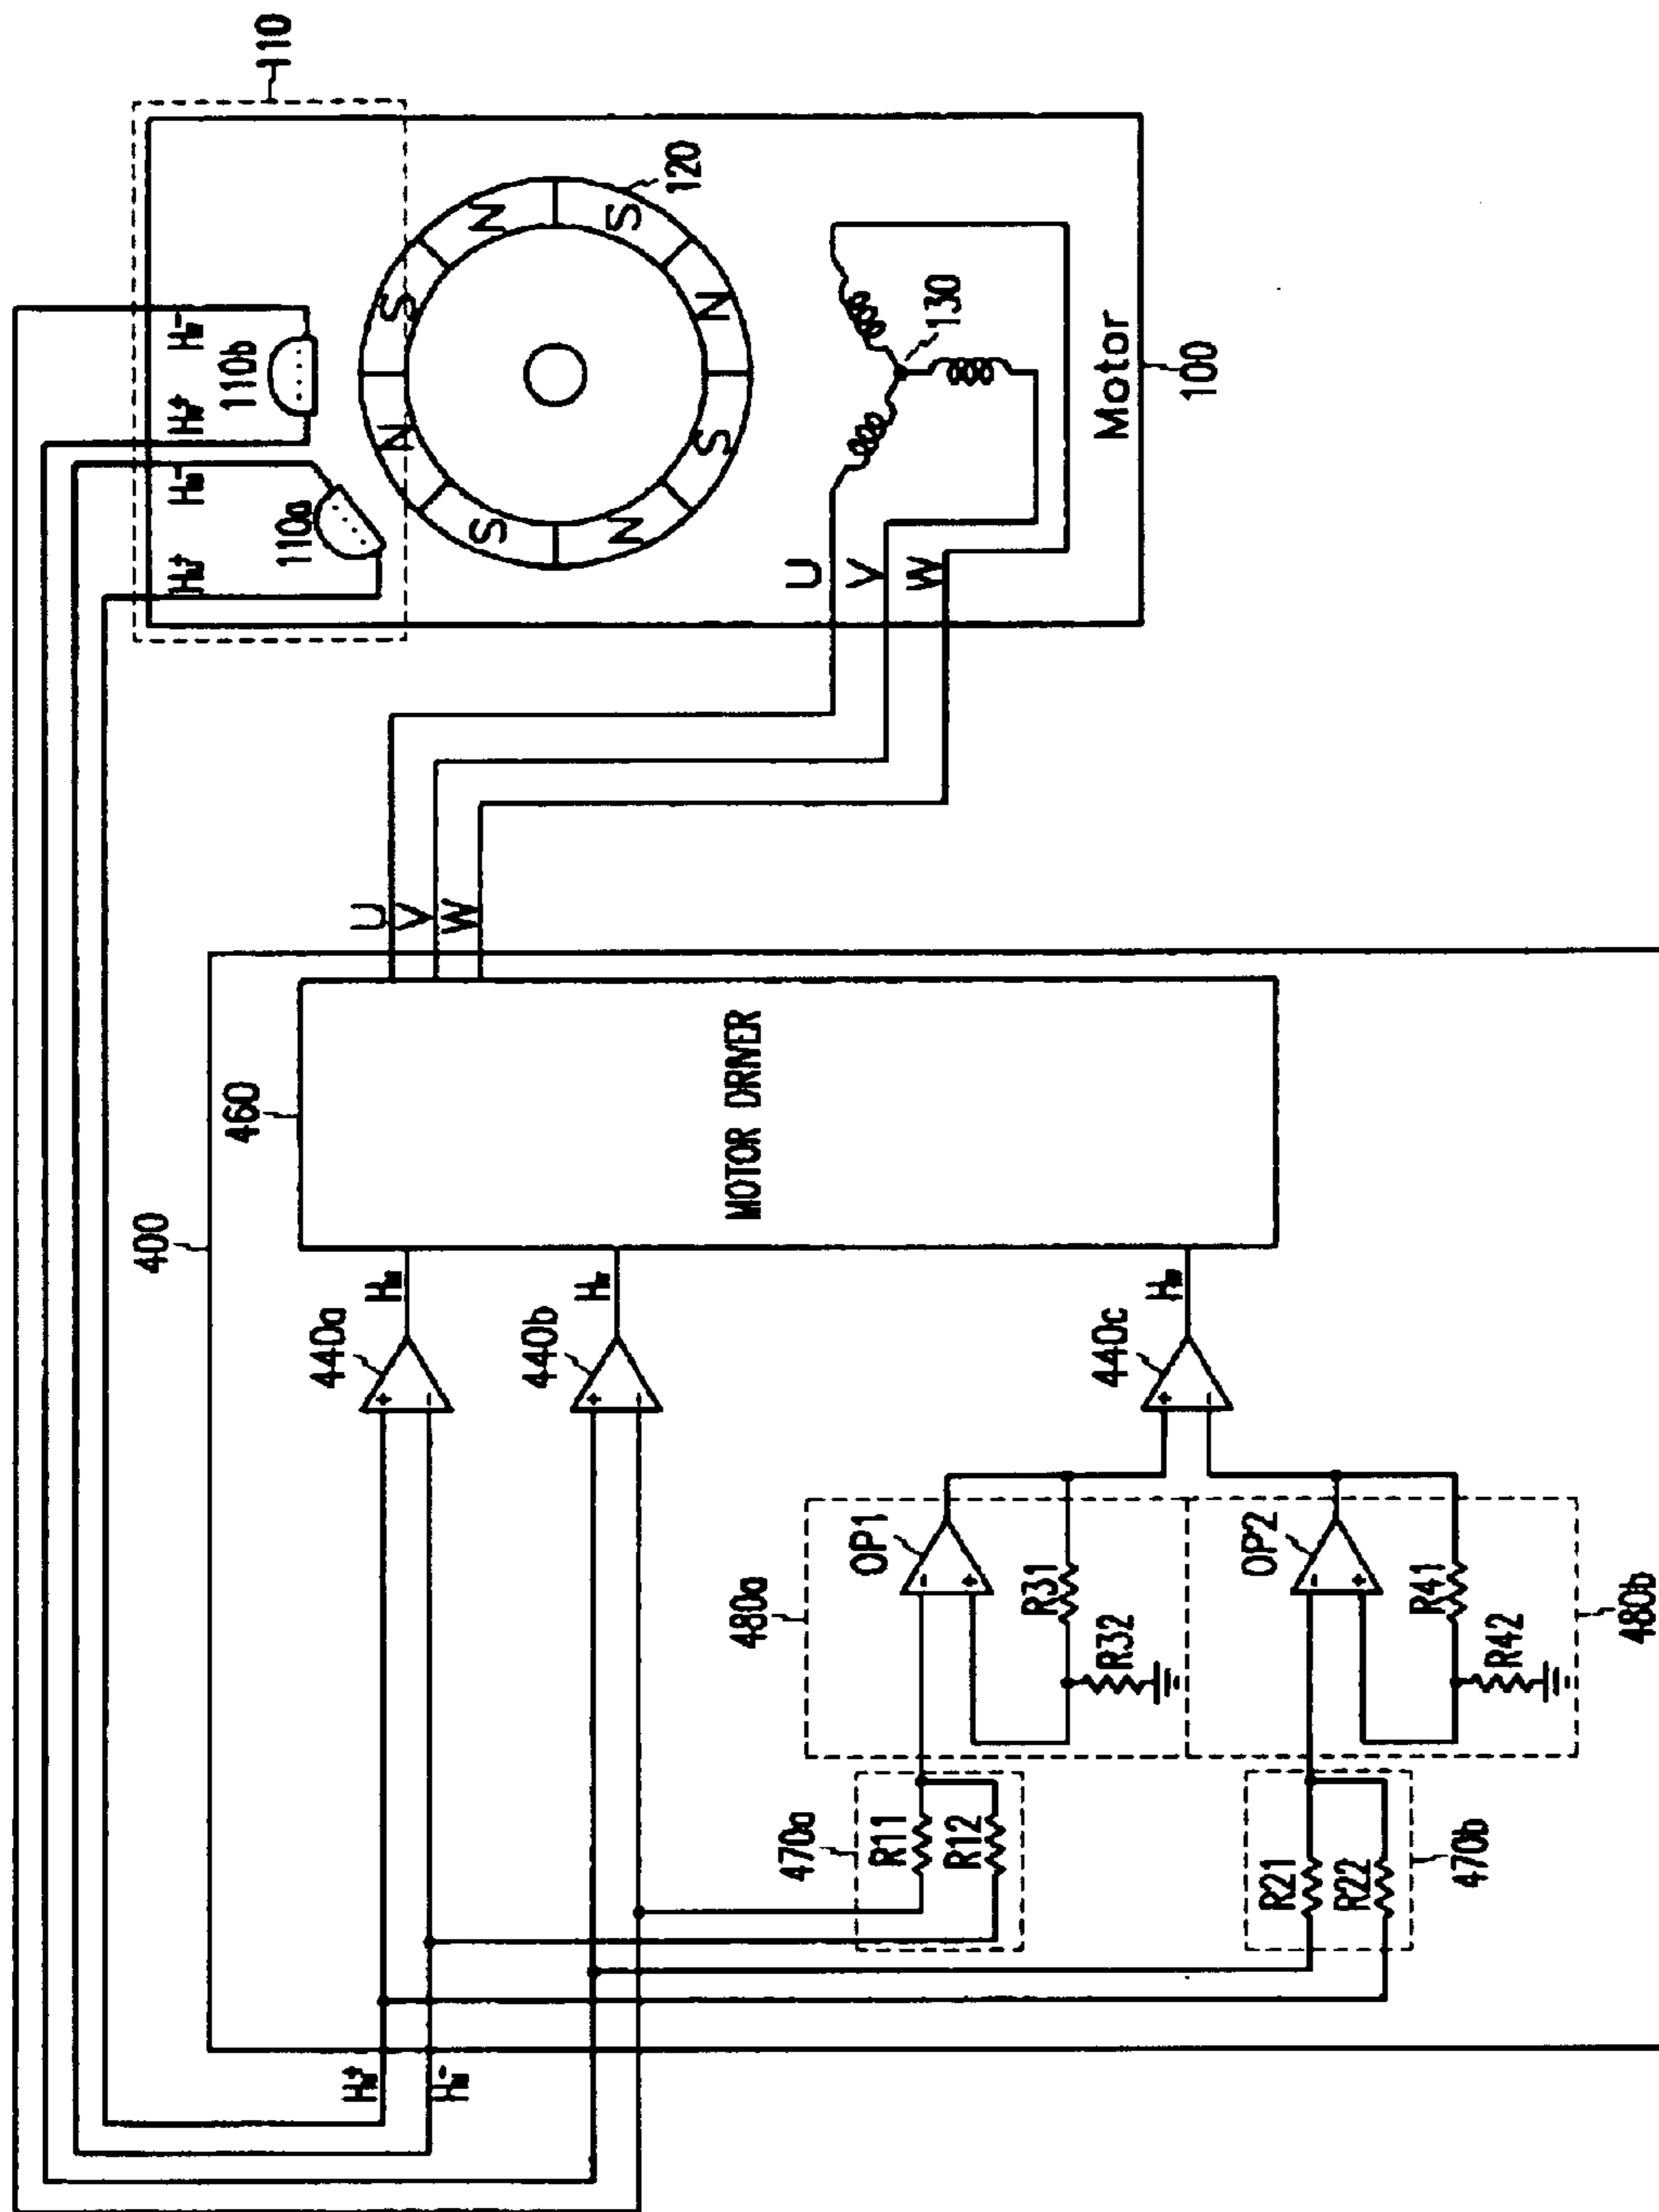 110
110b
110a
S
N
N
S
S
N
N
S
120
130
U
V
W
Motor
100
U
V
W
400
460
MOTOR DRIVER
440a
440b
440c
480a
OP1
R31
R32
OP2
R41
R42
480b
470a
R11
R12
R21
R22
470b